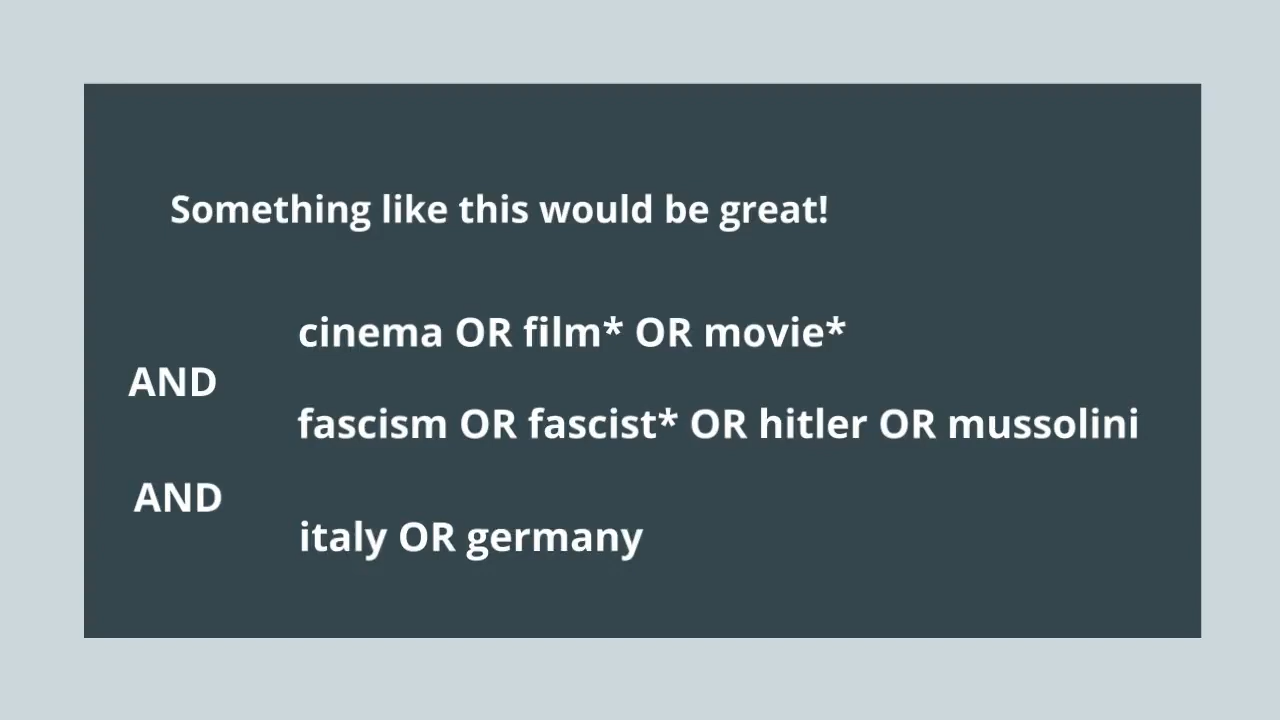 Something like this would be great!
cinema OR film* OR movie*
AND
fascism OR fascist* OR hitler OR mussolini
AND
italy OR germany